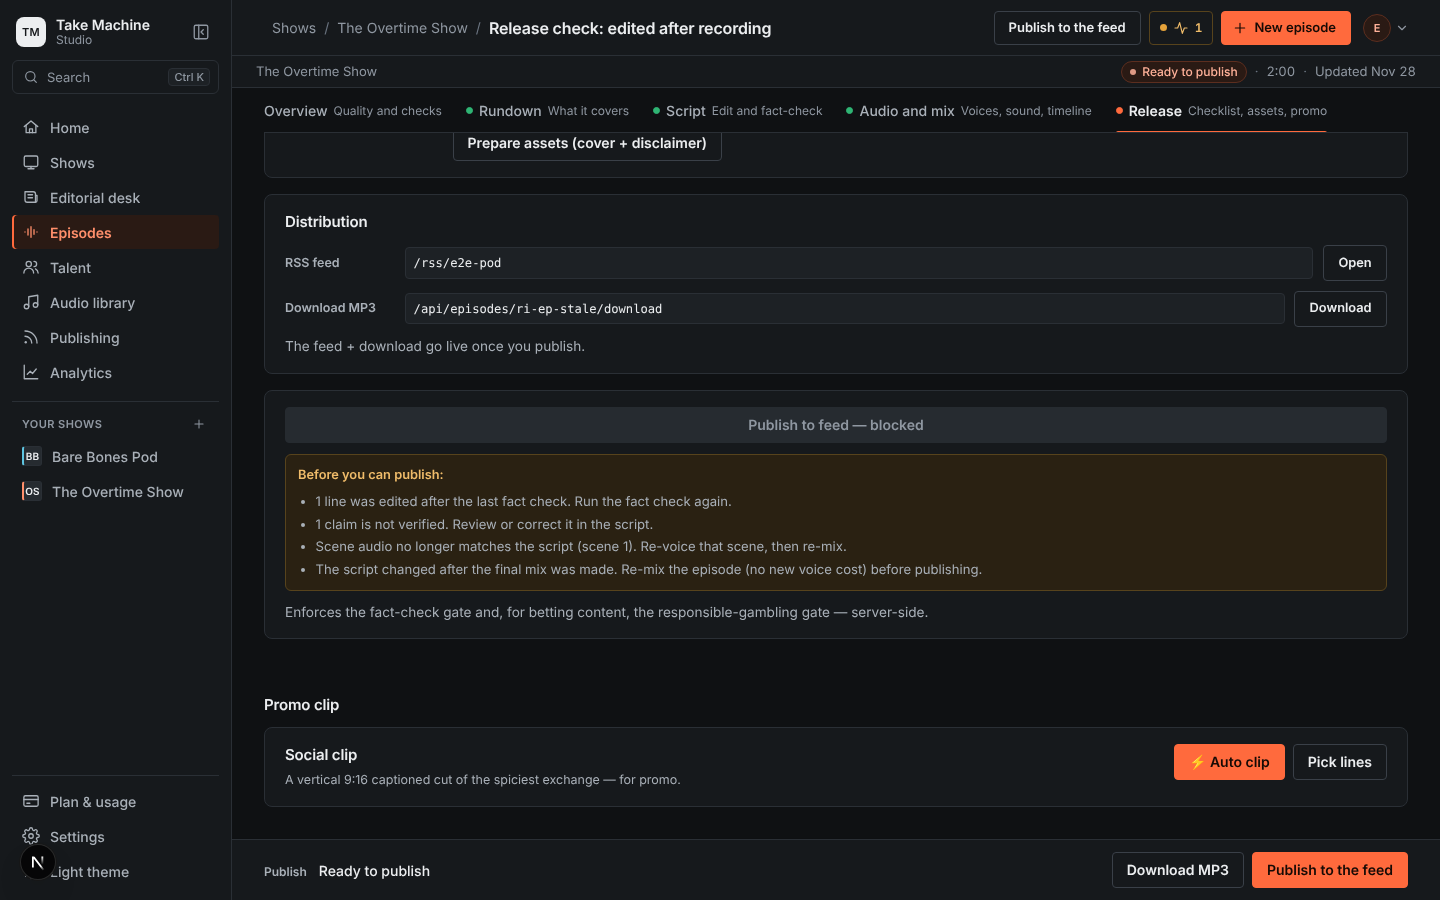 TM
Take Machine
Studio
Search
Ctrl K
Home
Shows
Editorial desk
Episodes
Talent
Audio library
Publishing
Analytics
YOUR SHOWS
BB Bare Bones Pod
OS The Overtime Show
Plan & usage
Settings
N
Light theme
Shows / The Overtime Show / Release check: edited after recording
Publish to the feed
1
New episode
E
The Overtime Show
Ready to publish · 2:00 · Updated Nov 28
Overview Quality and checks
Rundown What it covers
Script Edit and fact-check
Audio and mix Voices, sound, timeline
Release Checklist, assets, promo
Prepare assets (cover + disclaimer)
Distribution
RSS feed
/rss/e2e-pod
Open
Download MP3
/api/episodes/ri-ep-stale/download
Download
The feed + download go live once you publish.
Publish to feed — blocked
Before you can publish:
• 1 line was edited after the last fact check. Run the fact check again.
• 1 claim is not verified. Review or correct it in the script.
• Scene audio no longer matches the script (scene 1). Re-voice that scene, then re-mix.
• The script changed after the final mix was made. Re-mix the episode (no new voice cost) before publishing.
Enforces the fact-check gate and, for betting content, the responsible-gambling gate — server-side.
Promo clip
Social clip
A vertical 9:16 captioned cut of the spiciest exchange — for promo.
⚡ Auto clip
Pick lines
Publish Ready to publish
Download MP3
Publish to the feed